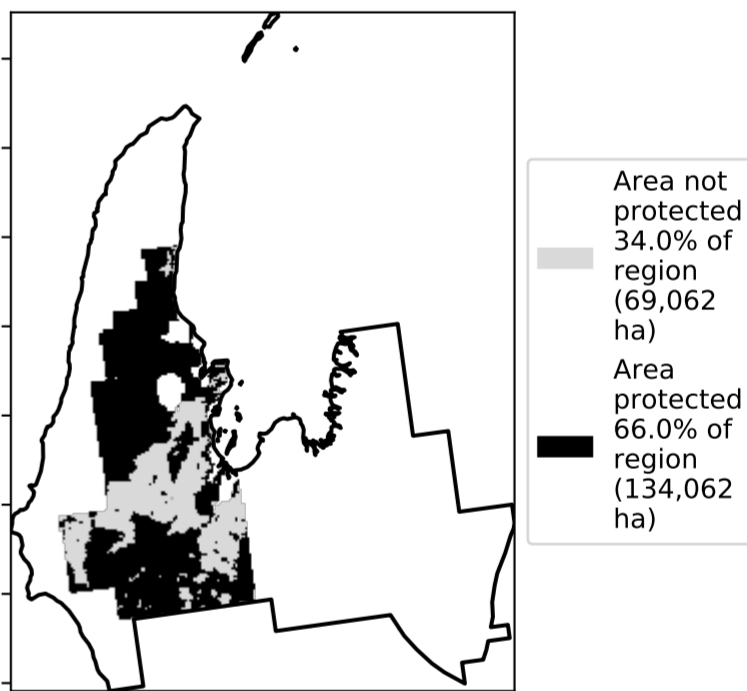 Area not
protected
34.0% of
region
(69,062
ha)
Area
protected
66.0% of
region
(134,062
ha)